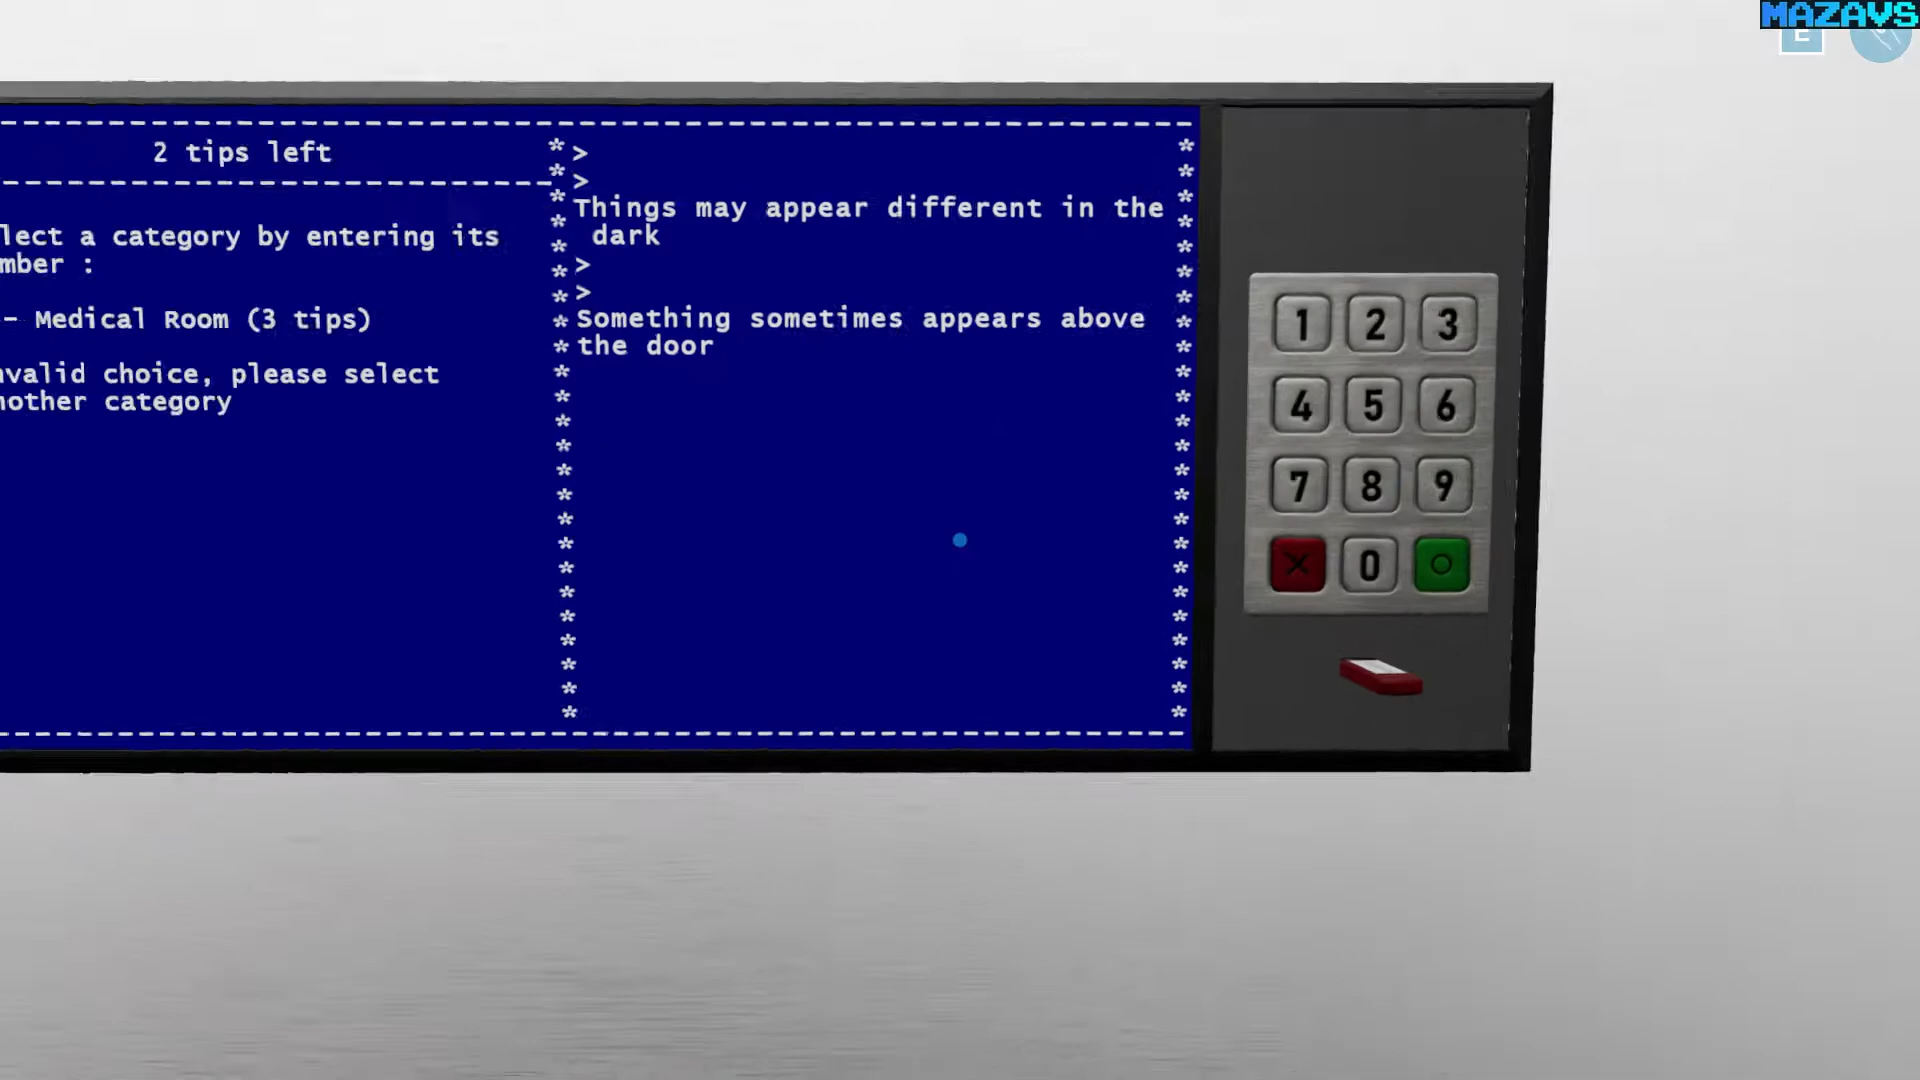 MAZAVS
E
2 tips left
lect a category by entering its
mber :
- Medical Room (3 tips)
nvalid choice, please select
nother category
>
>
Things may appear different in the
dark
>
>
Something sometimes appears above
the door
1 2 3
4 5 6
7 8 9
X 0 O